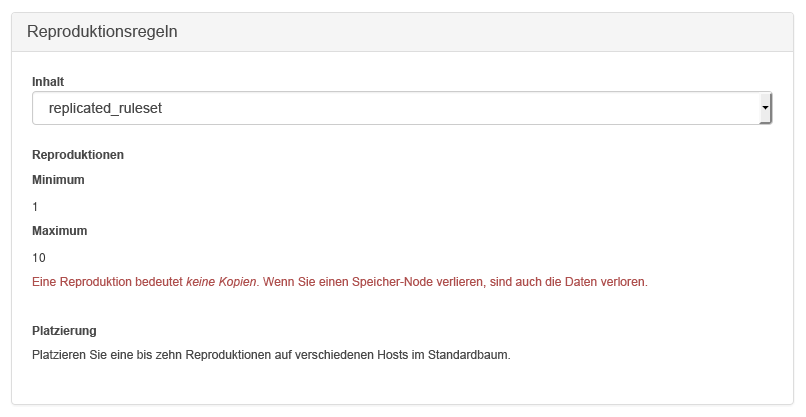 Reproduktionsregeln
Inhalt
replicated_ruleset
Reproduktionen
Minimum
1
Maximum
10
Eine Reproduktion bedeutet keine Kopien. Wenn Sie einen Speicher-Node verlieren, sind auch die Daten verloren.
Platzierung
Platzieren Sie eine bis zehn Reproduktionen auf verschiedenen Hosts im Standardbaum.